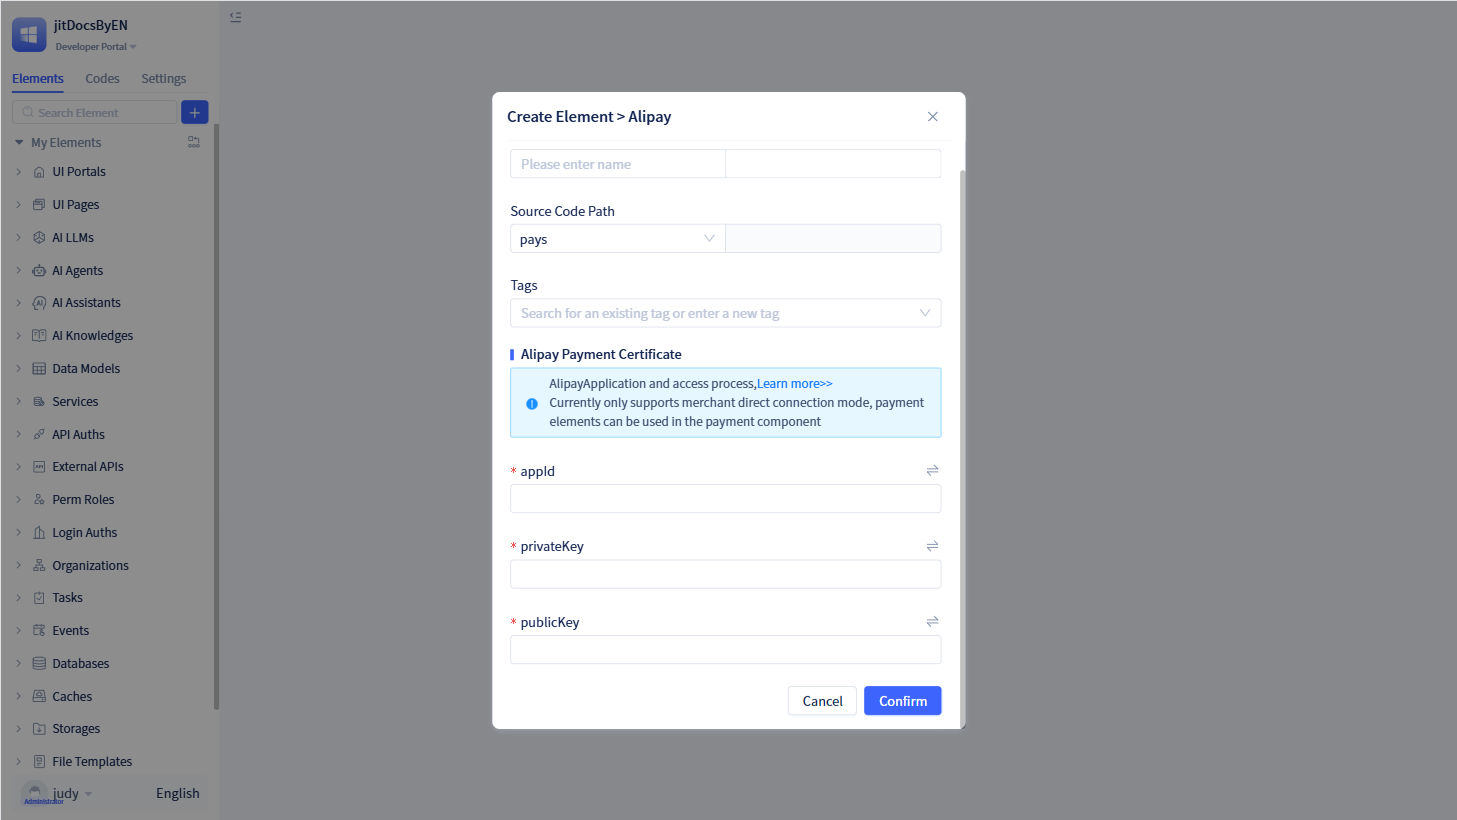 jitDocsByEN
Developer Portal
Elements Codes Settings
Search Element
My Elements
UI Portals
UI Pages
AI LLMs
AI Agents
AI Assistants
AI Knowledges
Data Models
Services
API Auths
External APIs
Perm Roles
Login Auths
Organizations
Tasks
Events
Databases
Caches
Storages
File Templates
judy
Administrator
English
Create Element > Alipay
Please enter name
Source Code Path
pays
Tags
Search for an existing tag or enter a new tag
Alipay Payment Certificate
AlipayApplication and access process,Learn more>>
Currently only supports merchant direct connection mode, payment
elements can be used in the payment component
* appId
* privateKey
* publicKey
Cancel Confirm